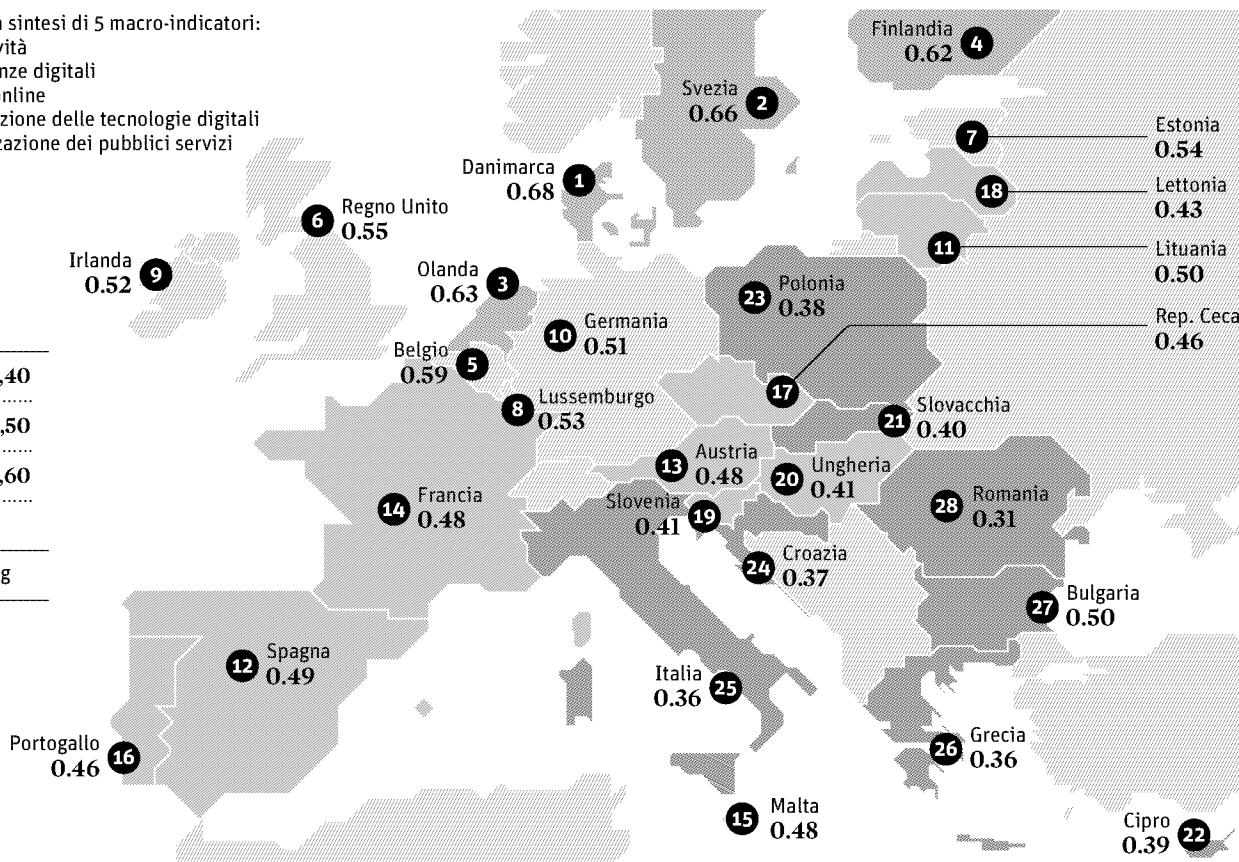 sintesi di 5 macro-indicatori:
vità
nze digitali
online
zione delle tecnologie digitali
zazione dei pubblici servizi
,40
,50
,60
g
Finlandia
4
0.62
Svezia
2
0.66
Estonia
7
0.54
Danimarca
1
0.68
Lettonia
18
0.43
Regno Unito
6
0.55
Lituania
11
0.50
Irlanda
9
0.52
Olanda
3
0.63
Polonia
23
0.38
Rep. Ceca
17
0.46
Germania
10
0.51
Belgio
5
0.59
Lussemburgo
8
0.53
Slovacchia
21
0.40
Austria
13
0.48
Ungheria
20
0.41
Francia
14
0.48
Slovenia
19
0.41
Romania
28
0.31
Croazia
24
0.37
Bulgaria
27
0.50
Spagna
12
0.49
Italia
25
0.36
Portogallo
16
0.46
Grecia
26
0.36
Malta
15
0.48
Cipro
22
0.39